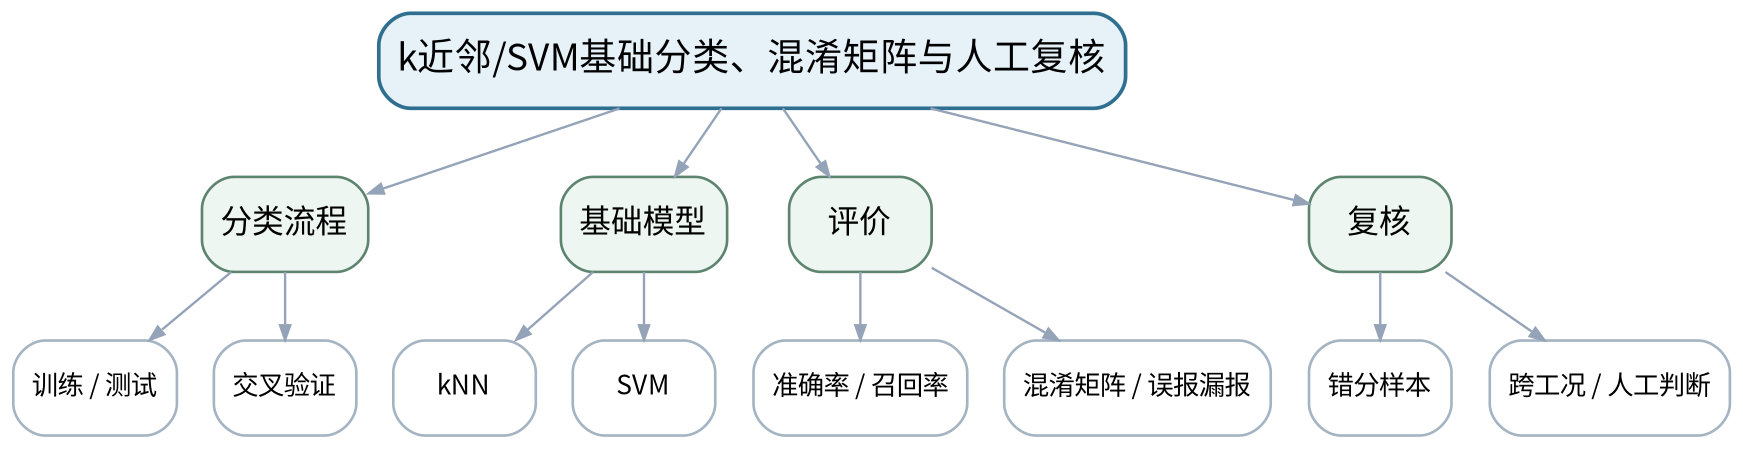 k近邻/SVM基础分类、混淆矩阵与人工复核
分类流程
基础模型
评价
复核
训练 / 测试
交叉验证
kNN
SVM
准确率 / 召回率
混淆矩阵 / 误报漏报
错分样本
跨工况 / 人工判断